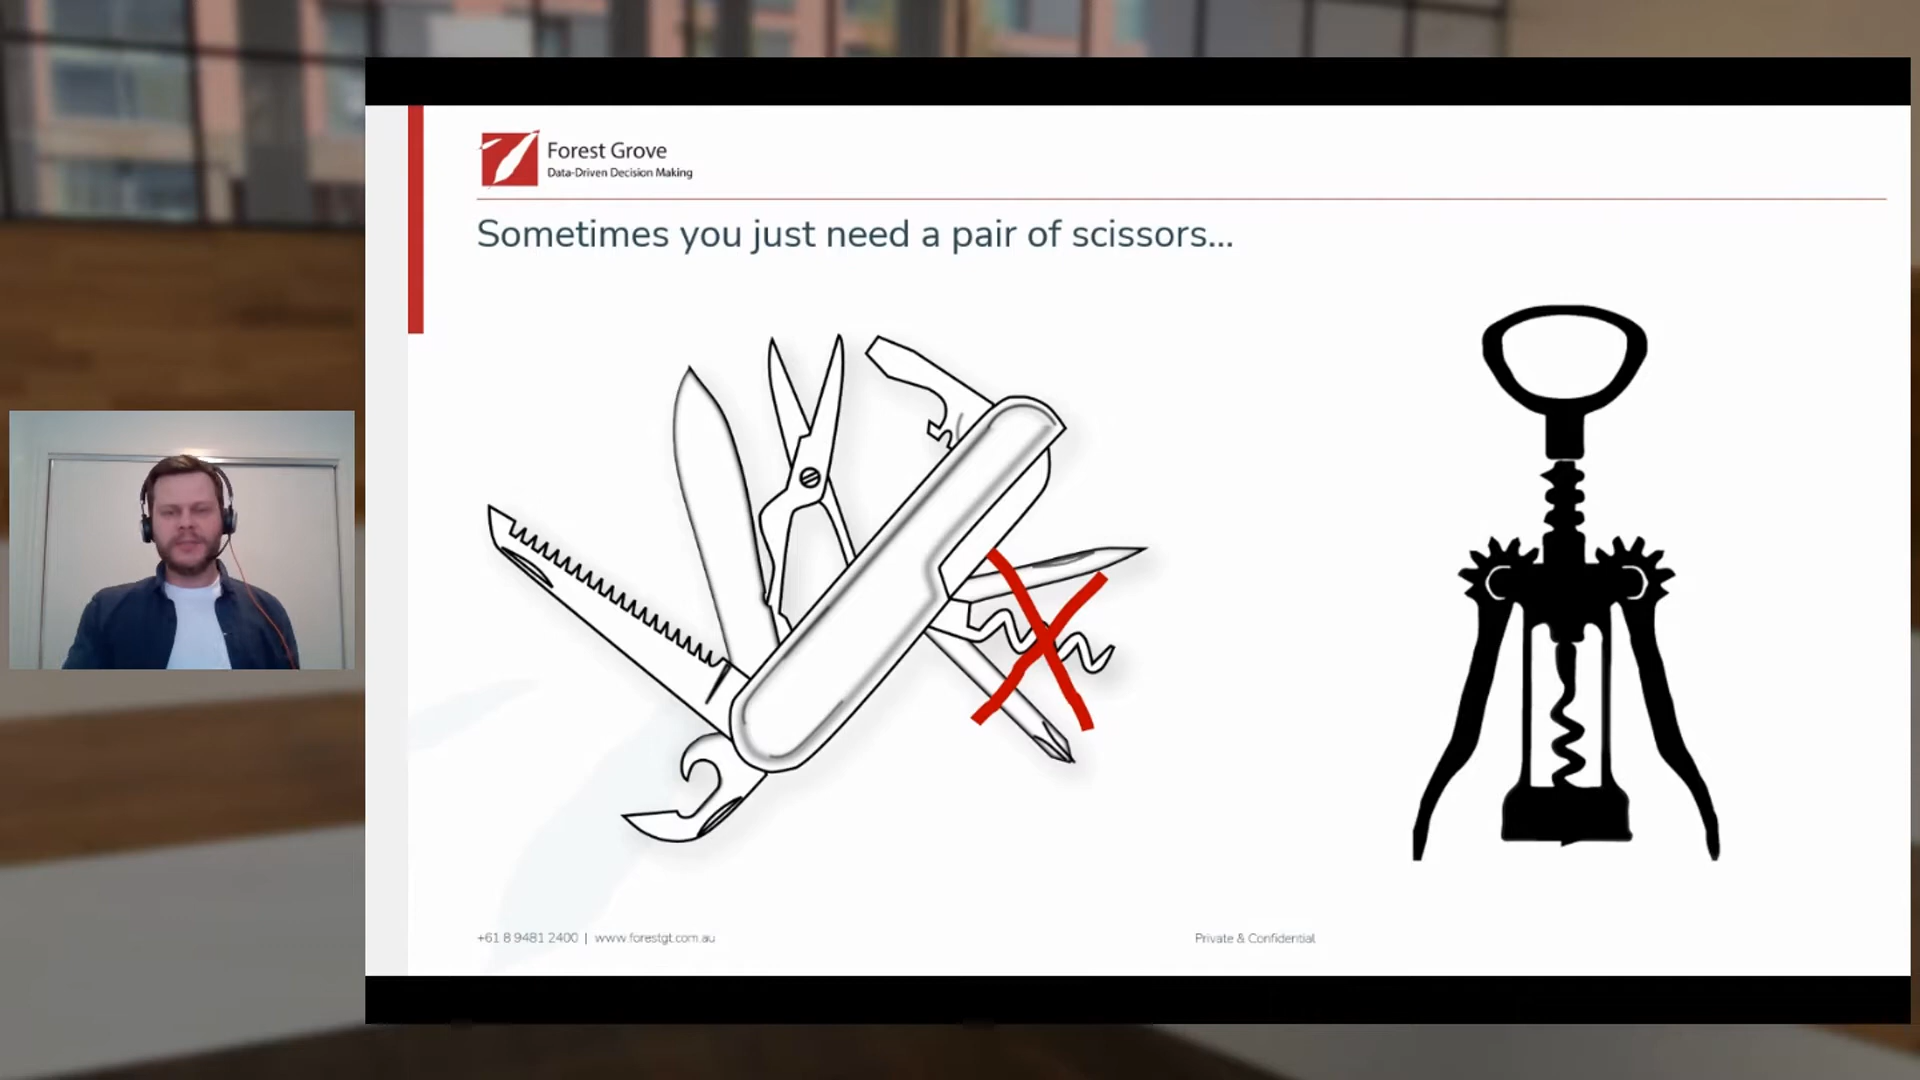 Forest Grove
Data-Driven Decision Making
Sometimes you just need a pair of scissors...
+61 8 9481 2400 | www.forestgt.com.au
Private & Confidential